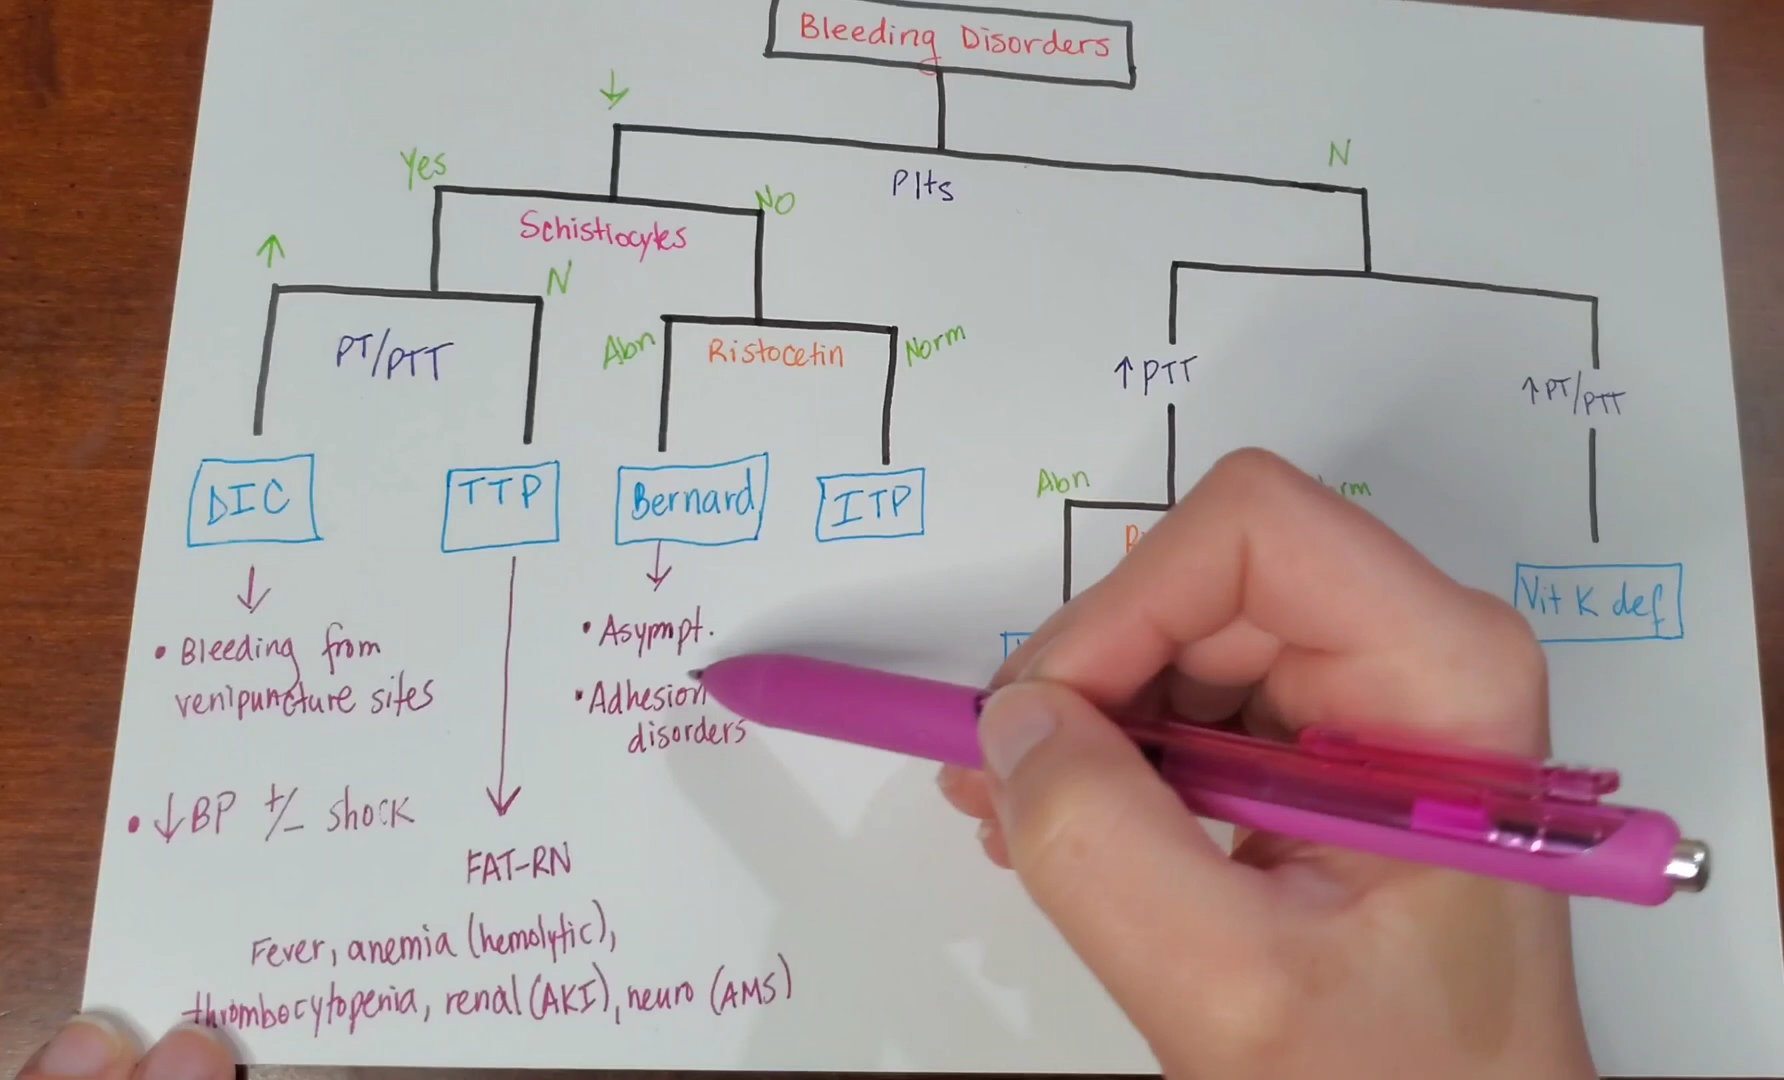 Bleeding Disorders
↓
N
Plts
Yes
NO
Schistiocytes
↑
N
PT/PTT
Abn
Ristocetin
Norm
↑PTT
↑PT/PTT
Abn
DIC
TTP
Bernard
ITP
Vit K def
• Bleeding from
venipuncture sites
• ↓BP +/- shock
FAT-RN
Fever, anemia (hemolytic),
thrombocytopenia, renal (AKI), neuro (AMS)
• Asympt.
• Adhesion
disorders